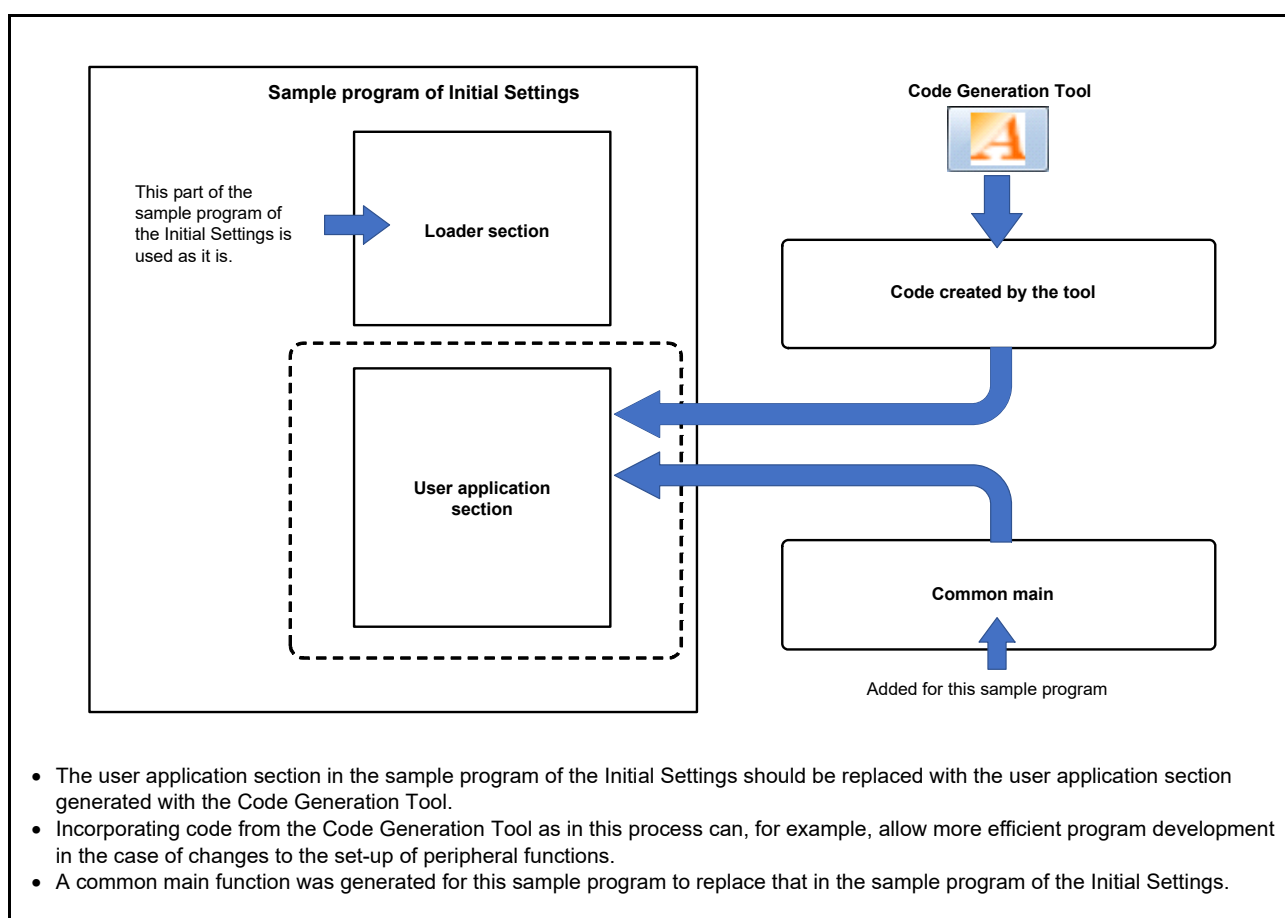 Sample program of Initial Settings
Code Generation Tool
A
This part of the
sample program of
the Initial Settings is
used as it is.
Loader section
Code created by the tool
User application
section
Common main
Added for this sample program
• The user application section in the sample program of the Initial Settings should be replaced with the user application section
generated with the Code Generation Tool.
• Incorporating code from the Code Generation Tool as in this process can, for example, allow more efficient program development
in the case of changes to the set-up of peripheral functions.
• A common main function was generated for this sample program to replace that in the sample program of the Initial Settings.